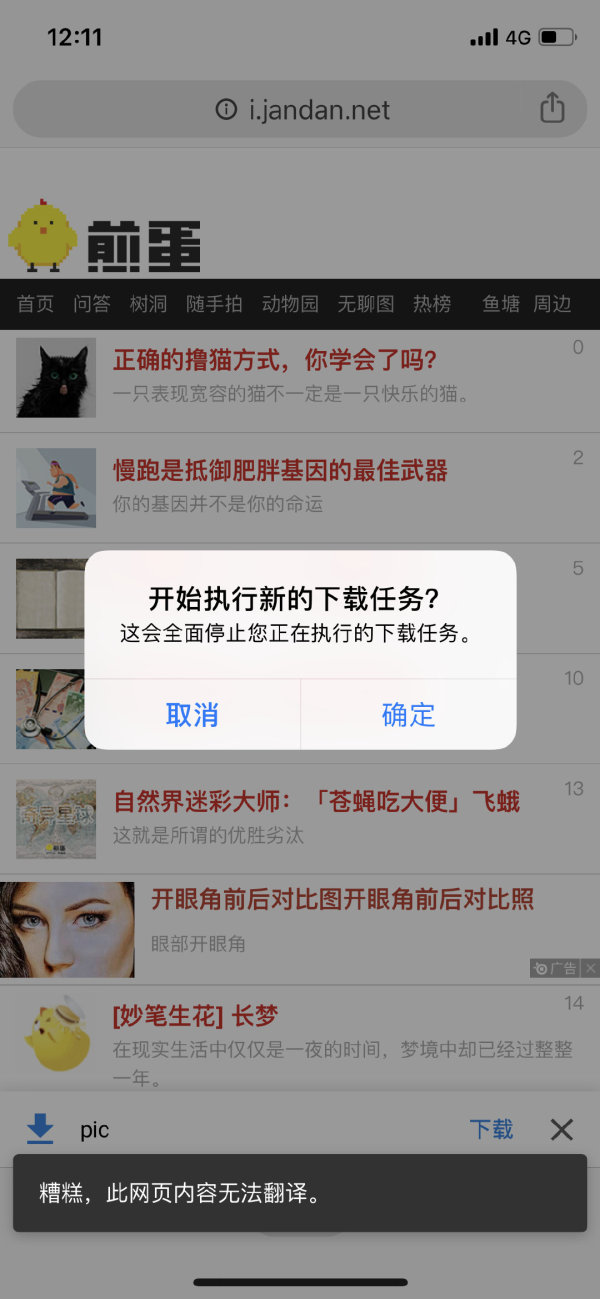 12:11
4G
i.jandan.net
煎蛋
首页 问答 树洞 随手拍 动物园 无聊图 热榜 鱼塘 周边
正确的撸猫方式，你学会了吗？
0
一只表现宽容的猫不一定是一只快乐的猫。
慢跑是抵御肥胖基因的最佳武器
2
你的基因并不是你的命运
5
开始执行新的下载任务？
这会全面停止您正在执行的下载任务。
10
取消 确定
自然界迷彩大师：「苍蝇吃大便」飞蛾
13
这就是所谓的优胜劣汰
开眼角前后对比图开眼角前后对比照
眼部开眼角
广告
[妙笔生花] 长梦
14
在现实生活中仅仅是一夜的时间，梦境中却已经过整整
一年。
pic 下载
糟糕，此网页内容无法翻译。